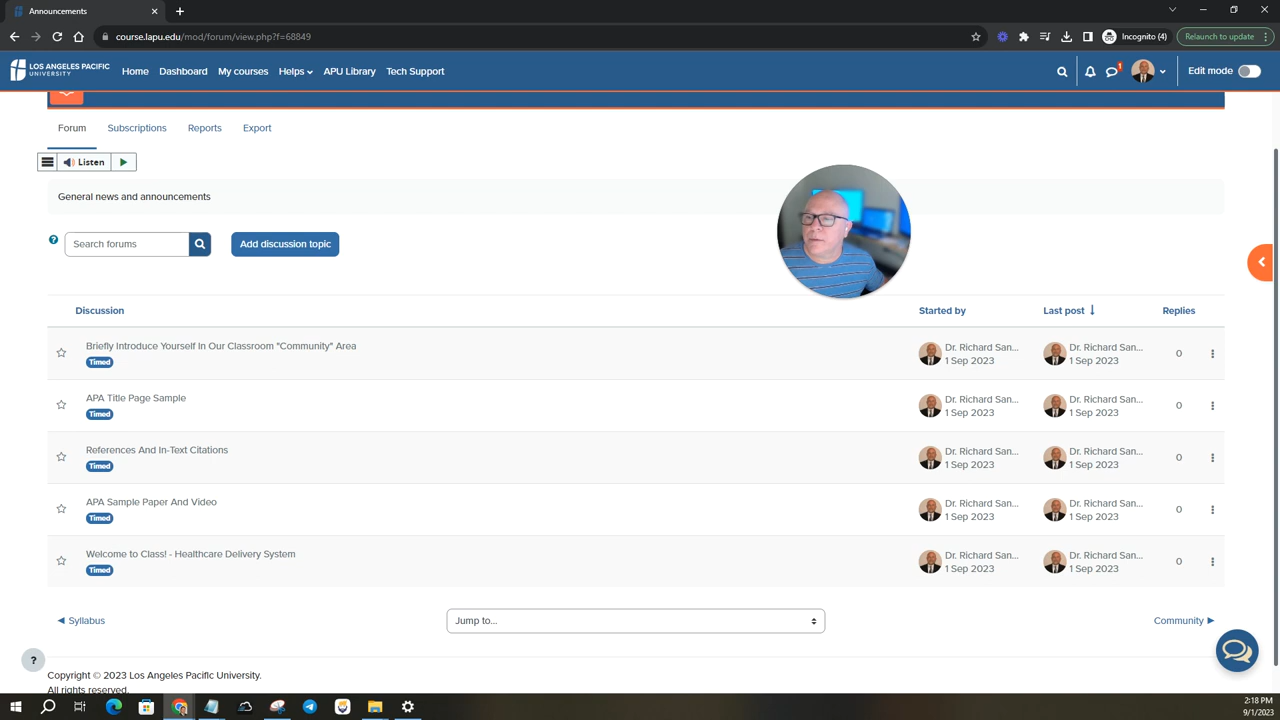 Announcements
course.lapu.edu/mod/forum/view.php?f=68849
Incognito (4)
Relaunch to update
LOS ANGELES PACIFIC
UNIVERSITY
Home
Dashboard
My courses
Helps
APU Library
Tech Support
1
Edit mode
Forum
Subscriptions
Reports
Export
Listen
General news and announcements
?
Search forums
Add discussion topic
Discussion
Started by
Last post
Replies
Briefly Introduce Yourself In Our Classroom "Community" Area
Timed
Dr. Richard San...
1 Sep 2023
Dr. Richard San...
1 Sep 2023
0
APA Title Page Sample
Timed
Dr. Richard San...
1 Sep 2023
Dr. Richard San...
1 Sep 2023
0
References And In-Text Citations
Timed
Dr. Richard San...
1 Sep 2023
Dr. Richard San...
1 Sep 2023
0
APA Sample Paper And Video
Timed
Dr. Richard San...
1 Sep 2023
Dr. Richard San...
1 Sep 2023
0
Welcome to Class! - Healthcare Delivery System
Timed
Dr. Richard San...
1 Sep 2023
Dr. Richard San...
1 Sep 2023
0
◄ Syllabus
Jump to...
Community ►
?
Copyright © 2023 Los Angeles Pacific University.
All rights reserved.
2:18 PM
9/1/2023